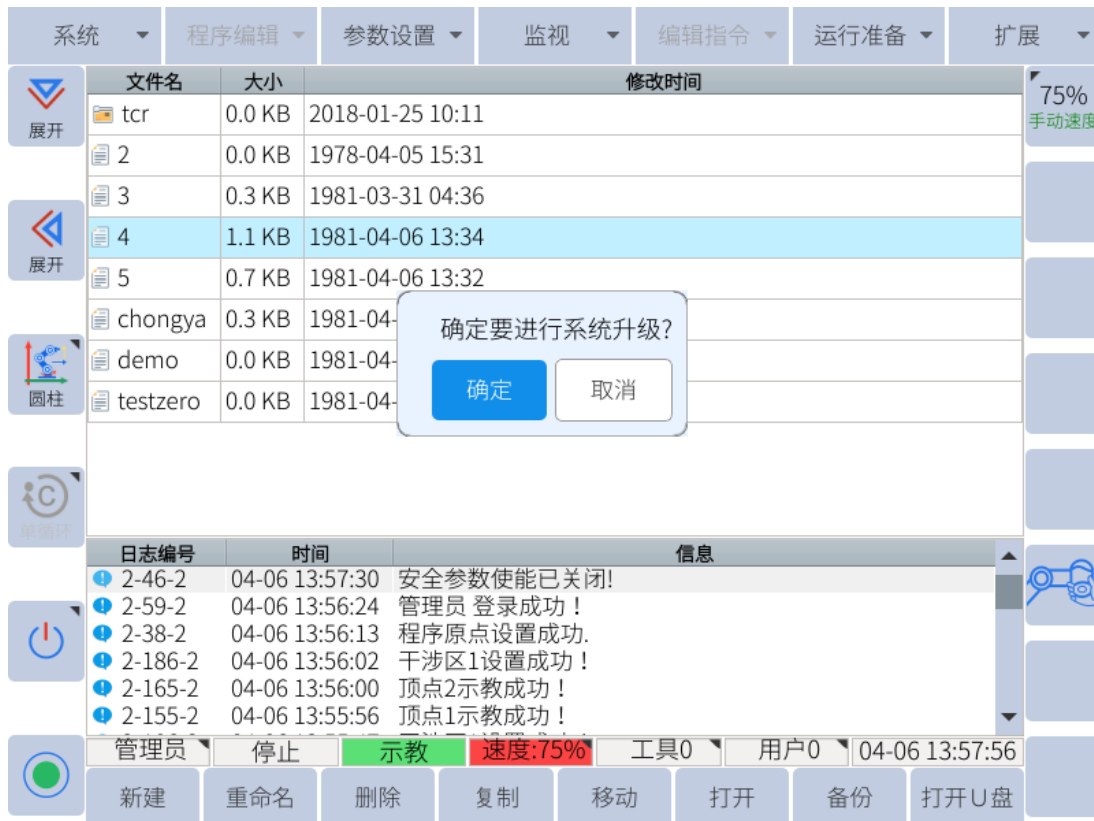 系统 程序编辑 参数设置 监视 编辑指令 运行准备 扩展
展开
展开
圆柱
单循环
文件名 大小 修改时间
tcr 0.0 KB 2018-01-25 10:11
2 0.0 KB 1978-04-05 15:31
3 0.3 KB 1981-03-31 04:36
4 1.1 KB 1981-04-06 13:34
5 0.7 KB 1981-04-06 13:32
chongya 0.3 KB 1981-04-
demo 0.0 KB 1981-04-
testzero 0.0 KB 1981-04-
确定要进行系统升级?
确定 取消
75%
手动速度
日志编号 时间 信息
2-46-2 04-06 13:57:30 安全参数使能已关闭!
2-59-2 04-06 13:56:24 管理员 登录成功！
2-38-2 04-06 13:56:13 程序原点设置成功.
2-186-2 04-06 13:56:02 干涉区1设置成功！
2-165-2 04-06 13:56:00 顶点2示教成功！
2-155-2 04-06 13:55:56 顶点1示教成功！
管理员 停止 示教 速度:75% 工具0 用户0 04-06 13:57:56
新建 重命名 删除 复制 移动 打开 备份 打开U盘